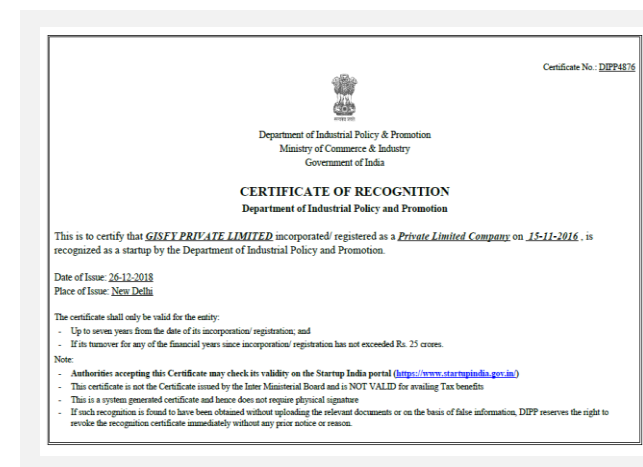 Certificate No.: DIPP4876
सत्यमेव जयते
Department of Industrial Policy & Promotion
Ministry of Commerce & Industry
Government of India
CERTIFICATE OF RECOGNITION
Department of Industrial Policy and Promotion
This is to certify that GISFY PRIVATE LIMITED incorporated/ registered as a Private Limited Company on 15-11-2016 , is
recognized as a startup by the Department of Industrial Policy and Promotion.
Date of Issue: 26-12-2018
Place of Issue: New Delhi
The certificate shall only be valid for the entity:
- Up to seven years from the date of its incorporation/ registration; and
- If its turnover for any of the financial years since incorporation/ registration has not exceeded Rs. 25 crores.
Note:
- Authorities accepting this Certificate may check its validity on the Startup India portal (https://www.startupindia.gov.in/)
- This certificate is not the Certificate issued by the Inter Ministerial Board and is NOT VALID for availing Tax benefits
- This is a system generated certificate and hence does not require physical signature
- If such recognition is found to have been obtained without uploading the relevant documents or on the basis of false information, DIPP reserves the right to
revoke the recognition certificate immediately without any prior notice or reason.